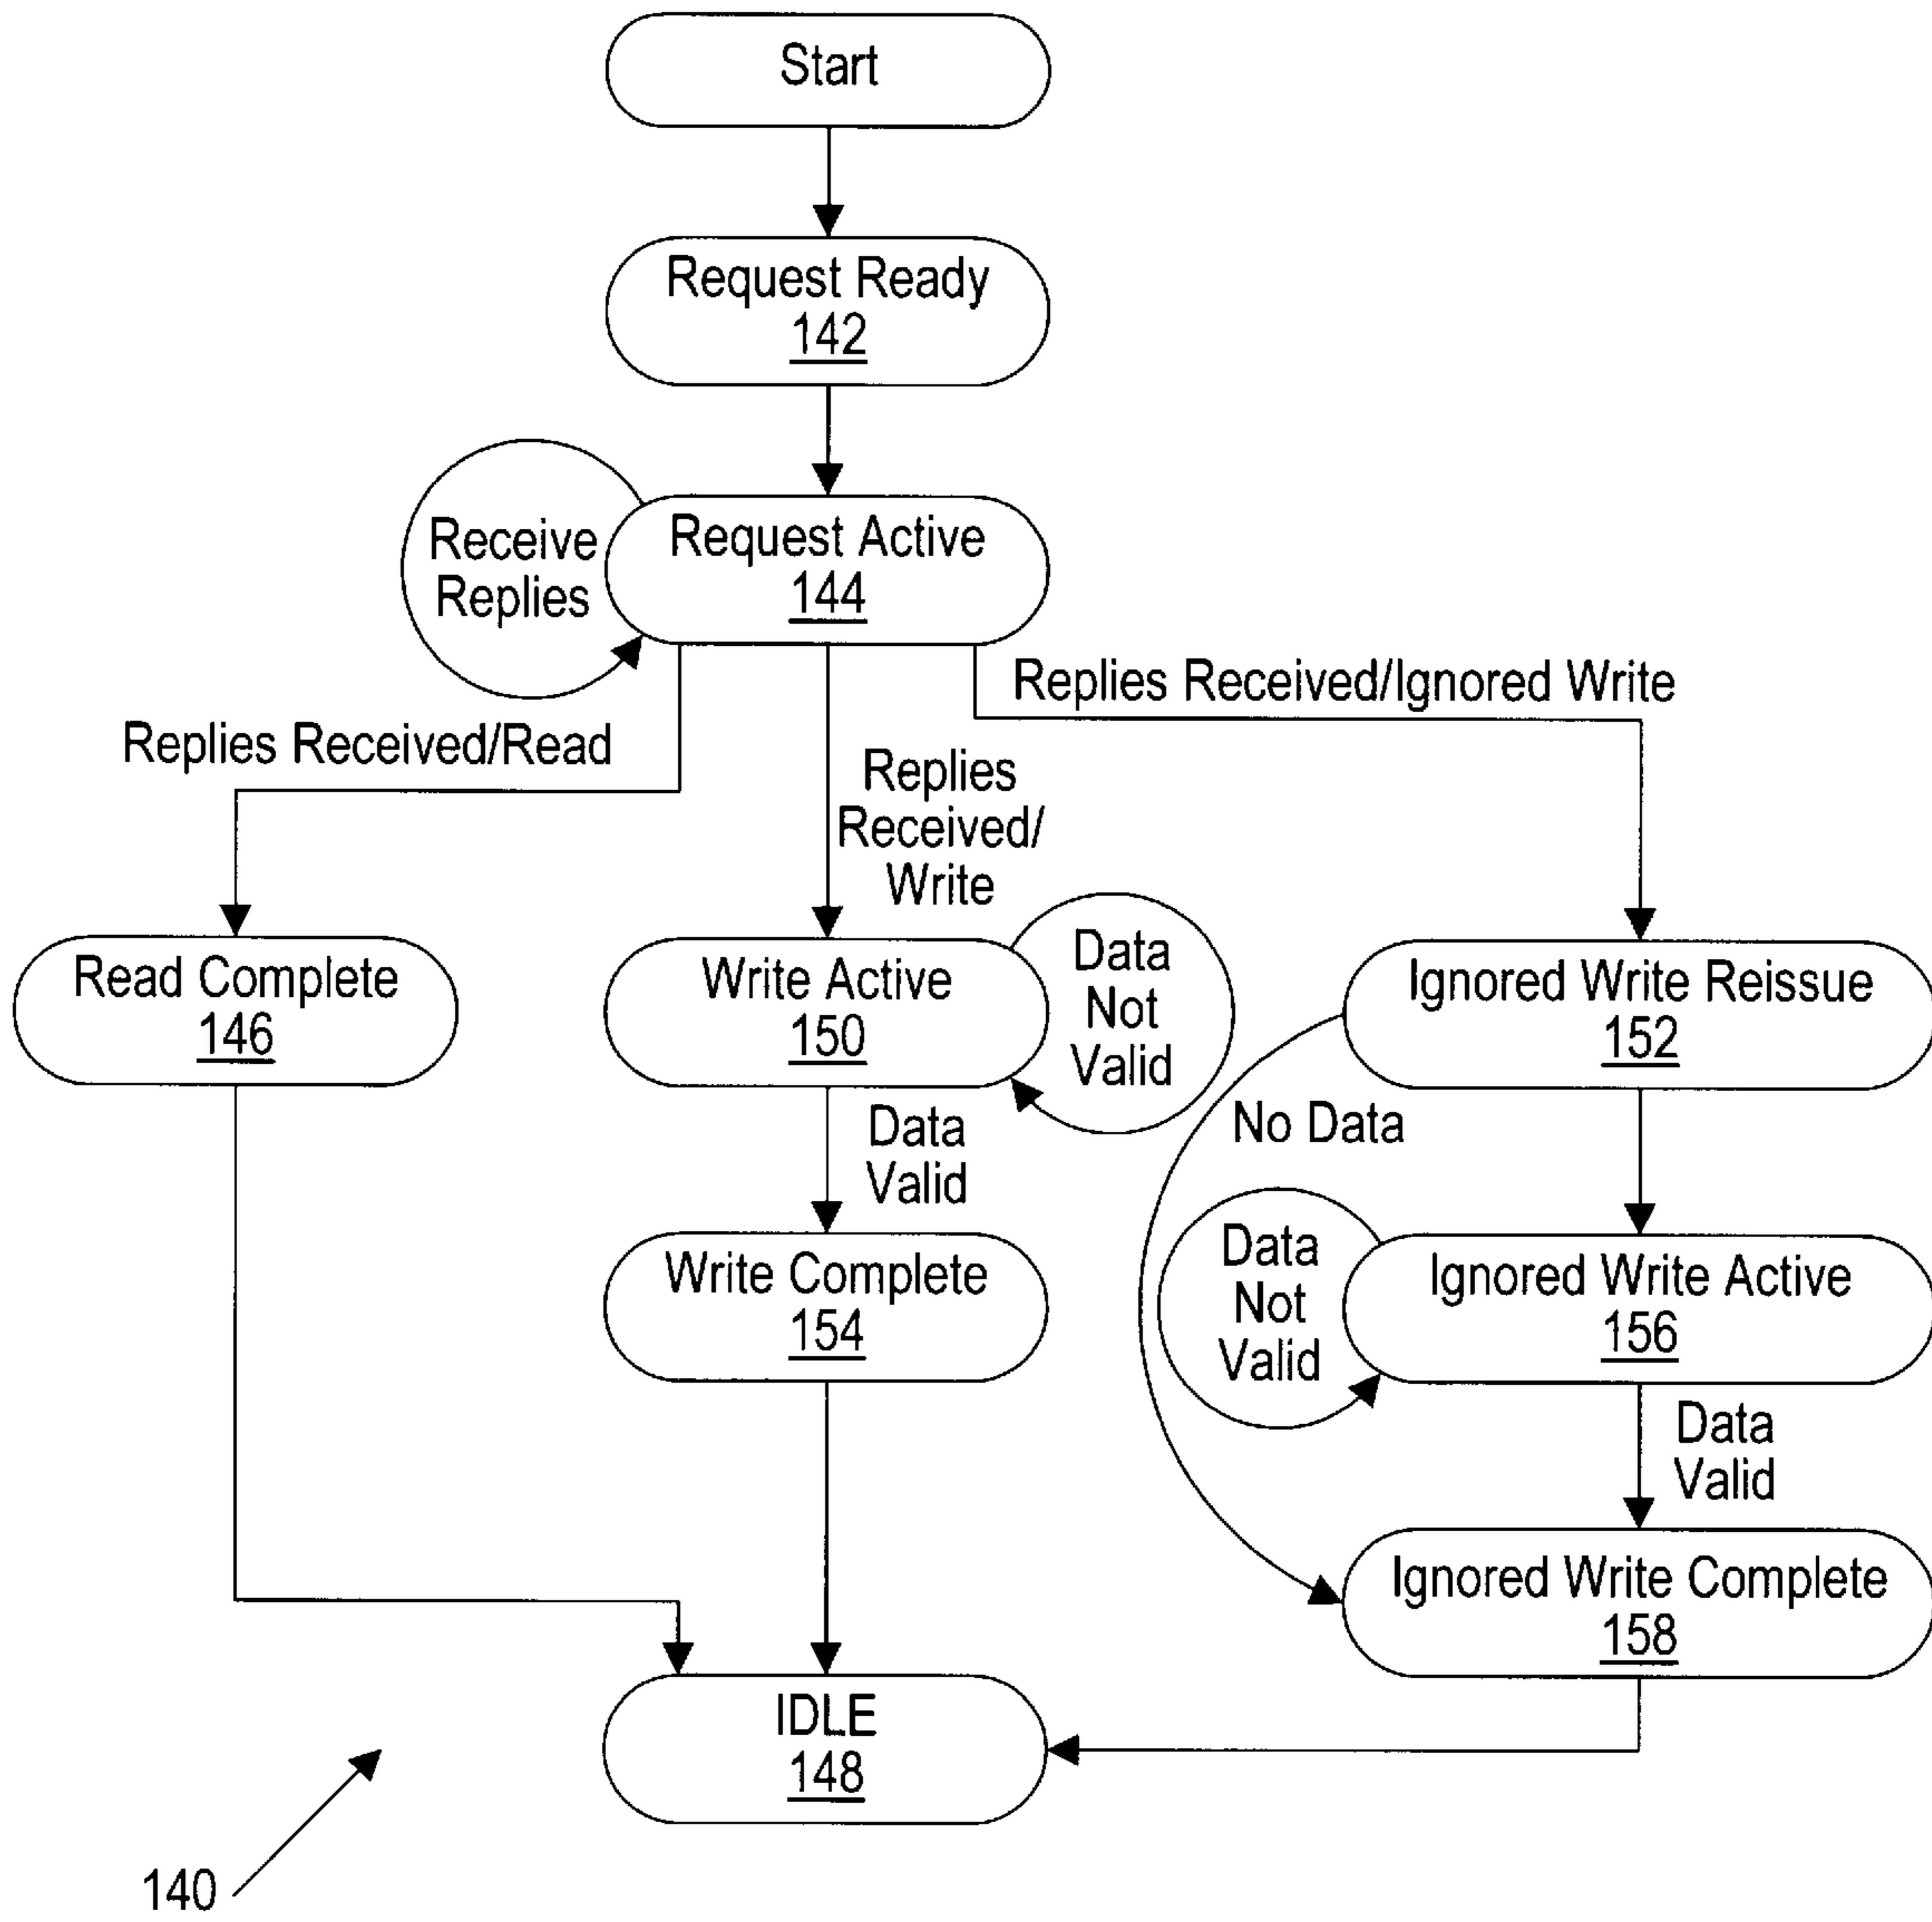 Start
Request Ready
142
Receive
Replies
Request Active
144
Replies Received/Ignored Write
Replies Received/Read
Replies
Received/
Write
Read Complete
146
Write Active
150
Data
Not
Valid
Ignored Write Reissue
152
Data
Valid
No Data
Write Complete
154
Data
Not
Valid
Ignored Write Active
156
Data
Valid
Ignored Write Complete
158
IDLE
148
140